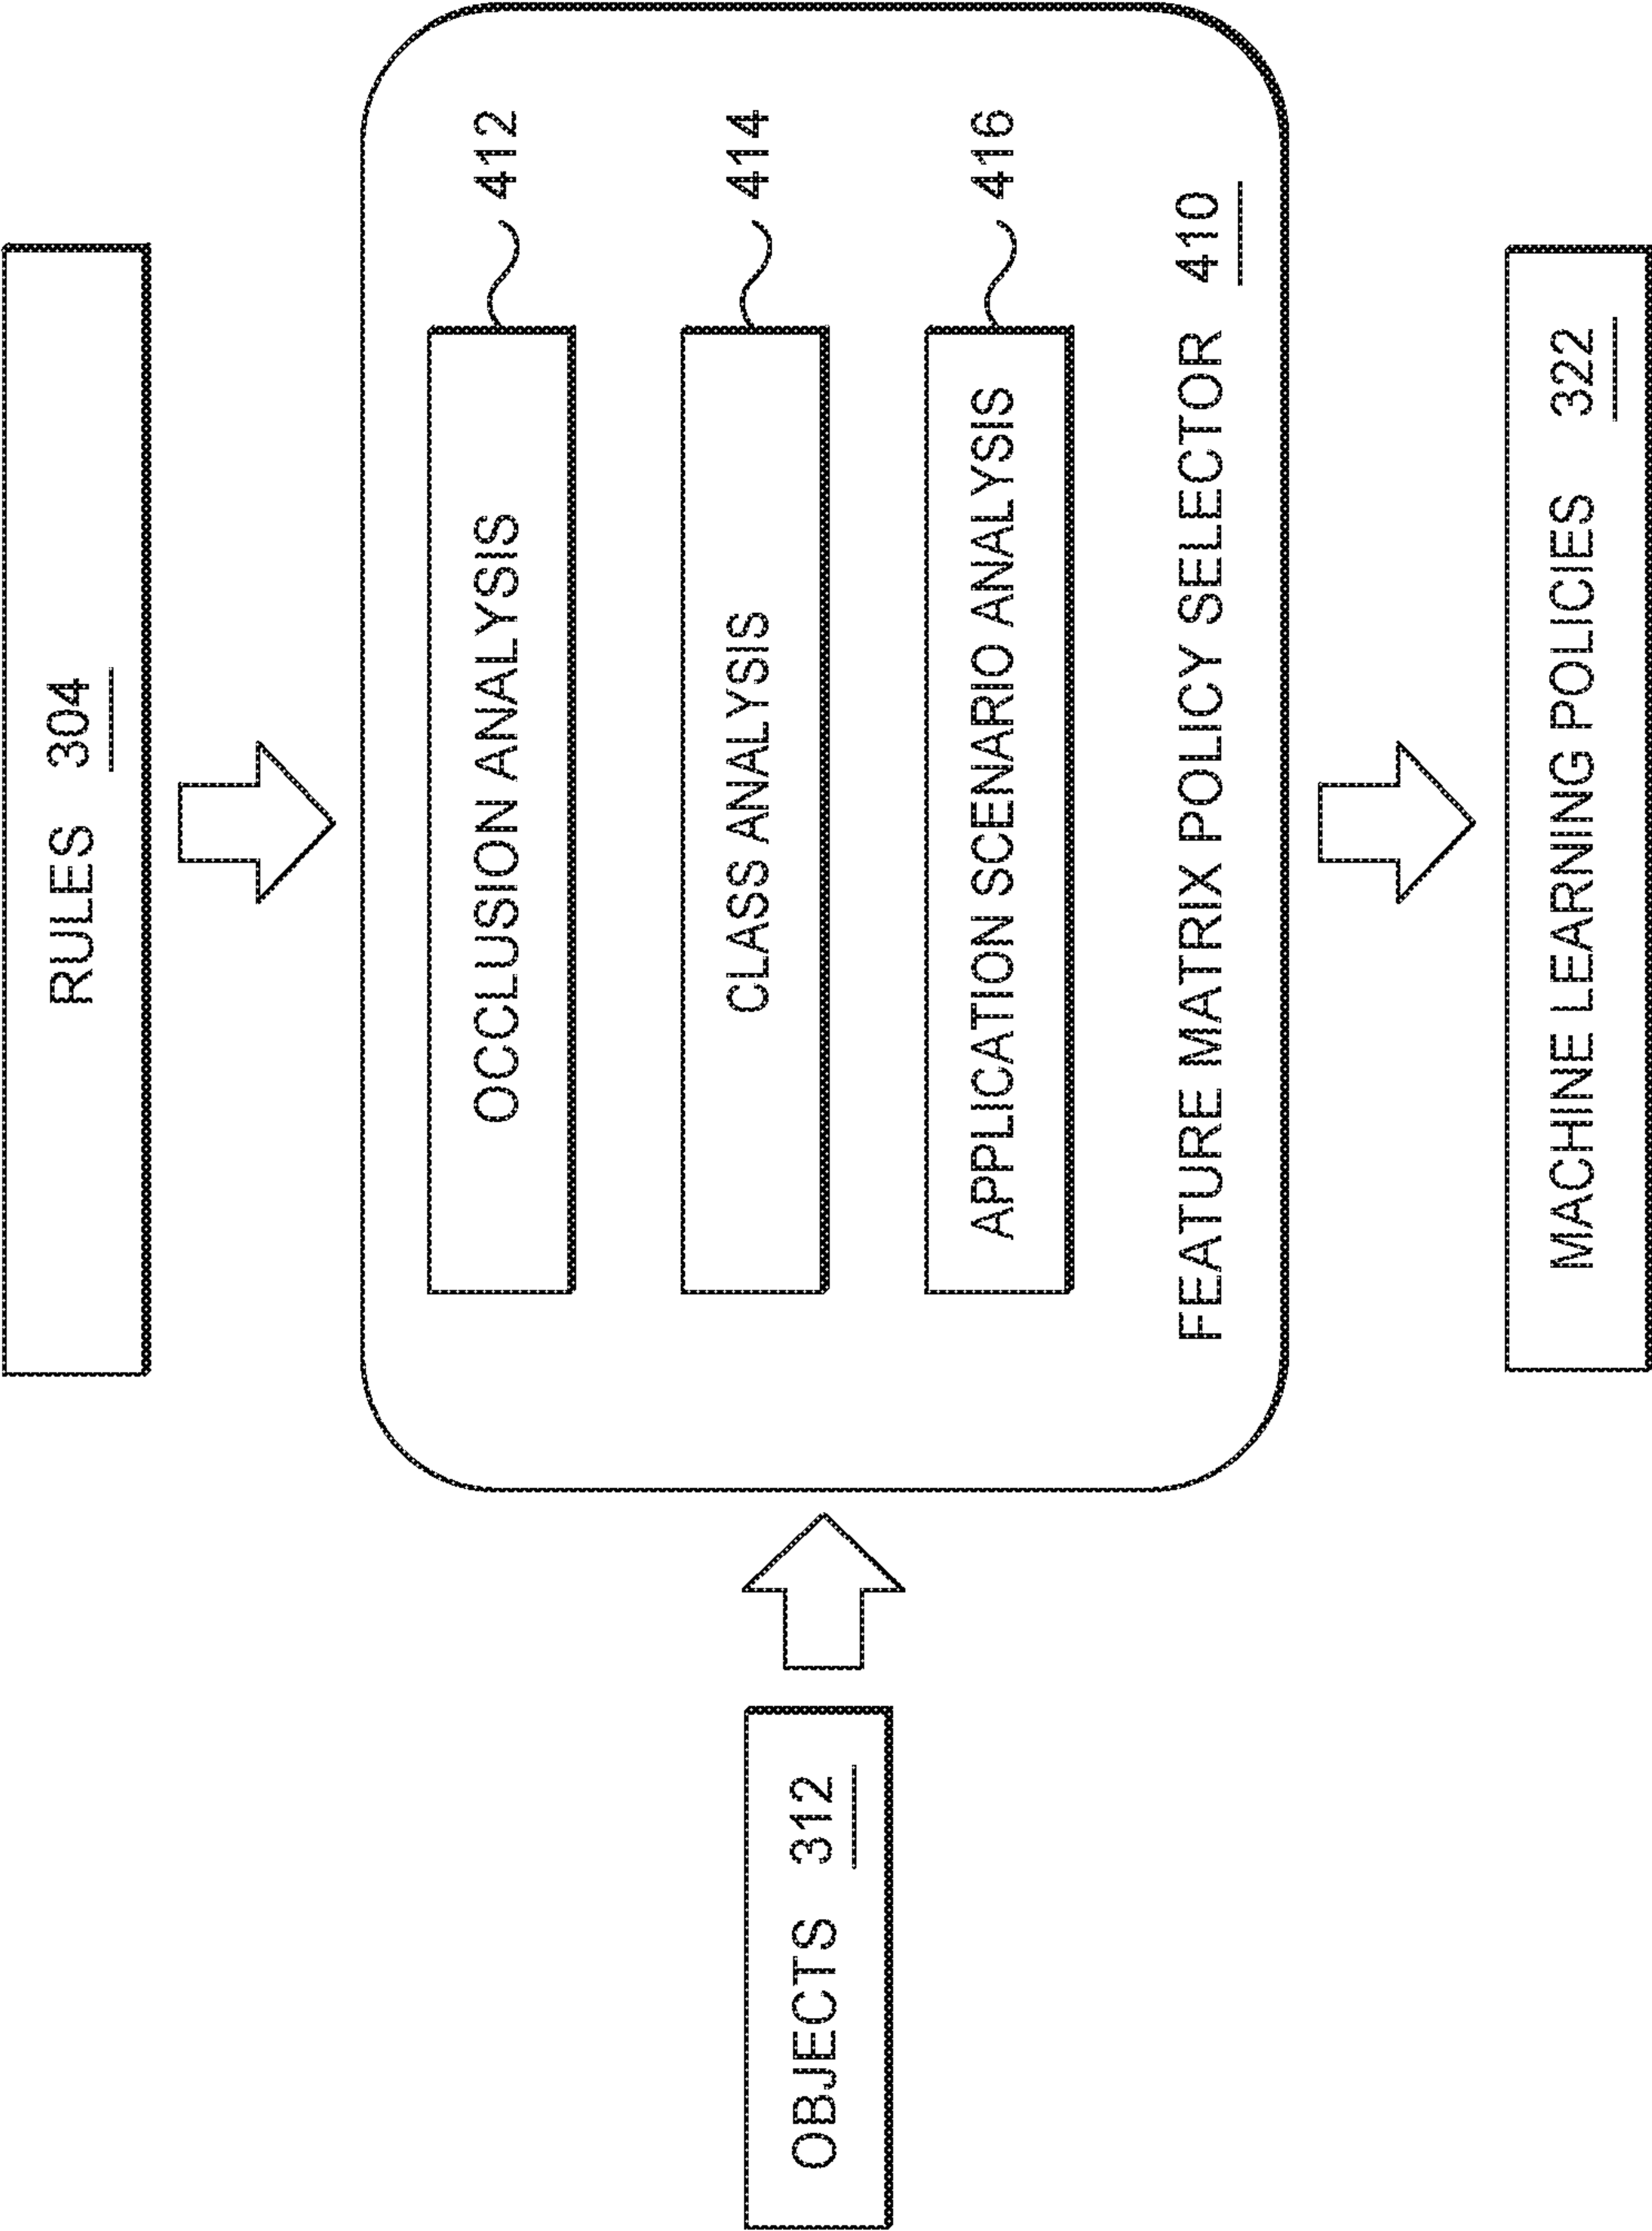 RULES 304
OCCLUSION ANALYSIS 412
CLASS ANALYSIS 414
OBJECTS 312
APPLICATION SCENARIO ANALYSIS 416
FEATURE MATRIX POLICY SELECTOR 410
MACHINE LEARNING POLICIES 322